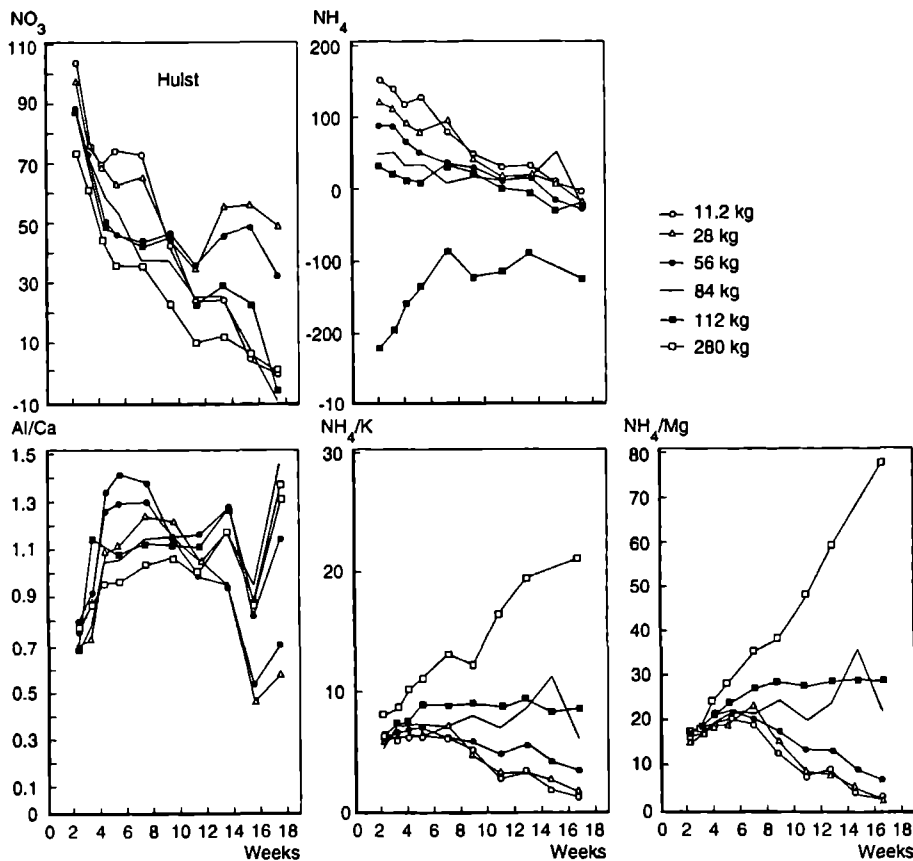 NO₃
110
90
70
50
30
10
-10
Hulst
NH₄
200
100
0
-100
-200
-10
11.2 kg
28 kg
56 kg
84 kg
112 kg
280 kg
Al/Ca
1.5
1.3
1.1
0.9
0.7
0.5
0.3
0.1
0
0 2 4 6 8 10 12 14 16 18
Weeks
NH₄/K
30
20
10
0
0 2 4 6 8 10 12 14 16 18
Weeks
NH₄/Mg
80
70
60
50
40
30
20
10
0
0 2 4 6 8 10 12 14 16 18
Weeks